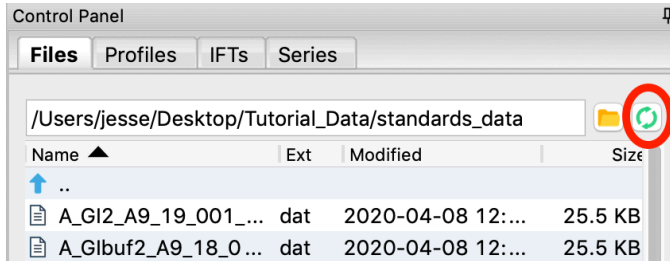 Control Panel
Files Profiles IFTs Series
/Users/jesse/Desktop/Tutorial_Data/standards_data
Name Ext Modified Size
..
A_GI2_A9_19_001_... dat 2020-04-08 12:... 25.5 KB
A_GIbuf2_A9_18_0... dat 2020-04-08 12:... 25.5 KB